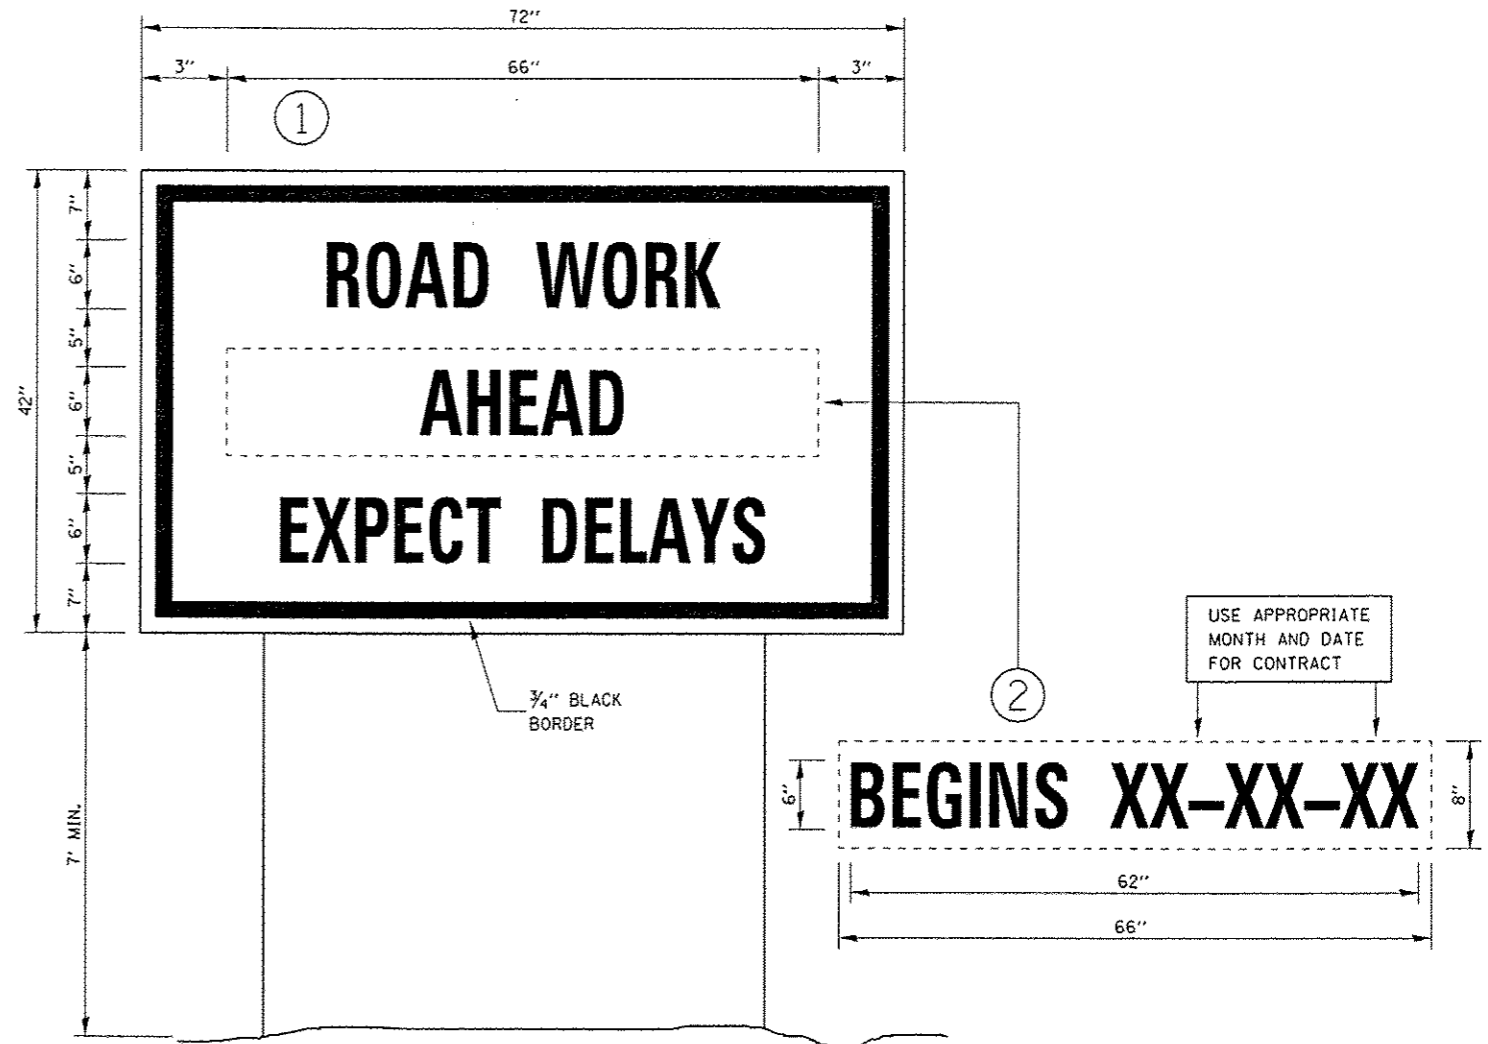 72"
3" 66" 3"
1
7"
6"
5"
6"
5"
6"
7"
42"
7' MIN.
ROAD WORK
AHEAD
EXPECT DELAYS
¾" BLACK
BORDER
2
USE APPROPRIATE
MONTH AND DATE
FOR CONTRACT
6"
BEGINS XX-XX-XX
8"
62"
66"